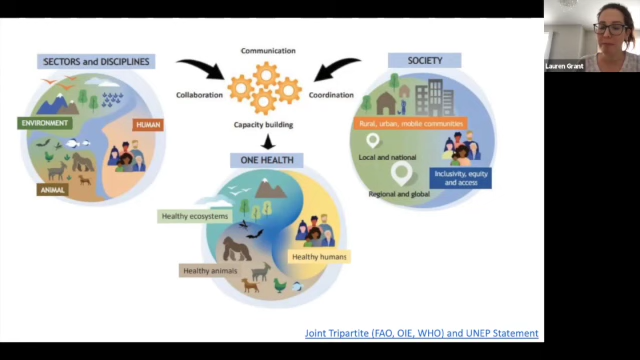 Communication
SECTORS and DISCIPLINES
SOCIETY
Lauren Grant
Collaboration
Coordination
Capacity building
ENVIRONMENT
HUMAN
ANIMAL
Rural, urban, mobile communities
Local and national
Inclusivity, equity
and access
Regional and global
ONE HEALTH
Healthy ecosystems
Healthy humans
Healthy animals
Joint Tripartite (FAO, OIE, WHO) and UNEP Statement